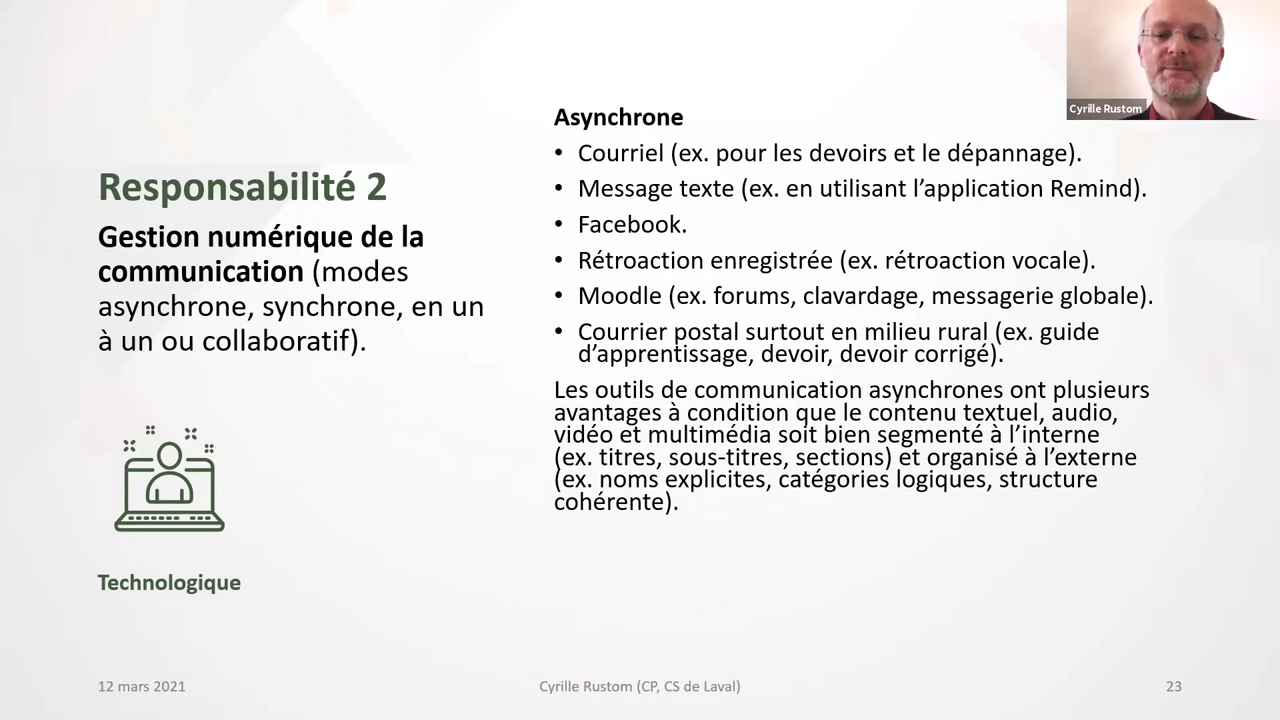 Cyrille Rustom
Responsabilité 2
Gestion numérique de la
communication (modes
asynchrone, synchrone, en un
à un ou collaboratif).
Technologique
Asynchrone
• Courriel (ex. pour les devoirs et le dépannage).
• Message texte (ex. en utilisant l’application Remind).
• Facebook.
• Rétroaction enregistrée (ex. rétroaction vocale).
• Moodle (ex. forums, clavardage, messagerie globale).
• Courrier postal surtout en milieu rural (ex. guide
d’apprentissage, devoir, devoir corrigé).
Les outils de communication asynchrones ont plusieurs
avantages à condition que le contenu textuel, audio,
vidéo et multimédia soit bien segmenté à l’interne
(ex. titres, sous-titres, sections) et organisé à l’externe
(ex. noms explicites, catégories logiques, structure
cohérente).
12 mars 2021
Cyrille Rustom (CP, CS de Laval)
23